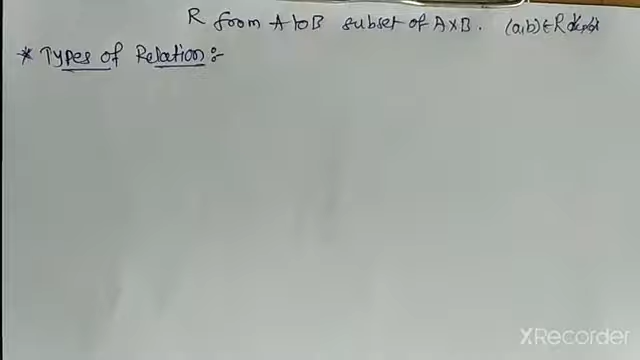 R from A to B subset of A×B. (a,b) ∈ R
* Types of Relation :-
XRecorder